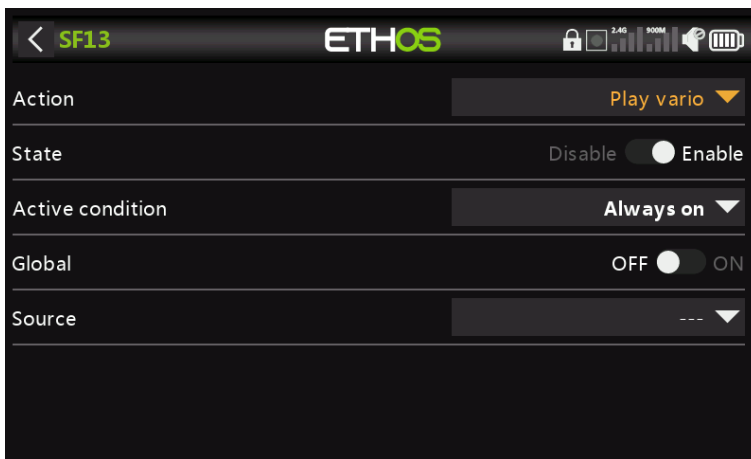 SF13 ETHOS 2.4G 900M
Action Play vario
State Disable Enable
Active condition Always on
Global OFF ON
Source ---